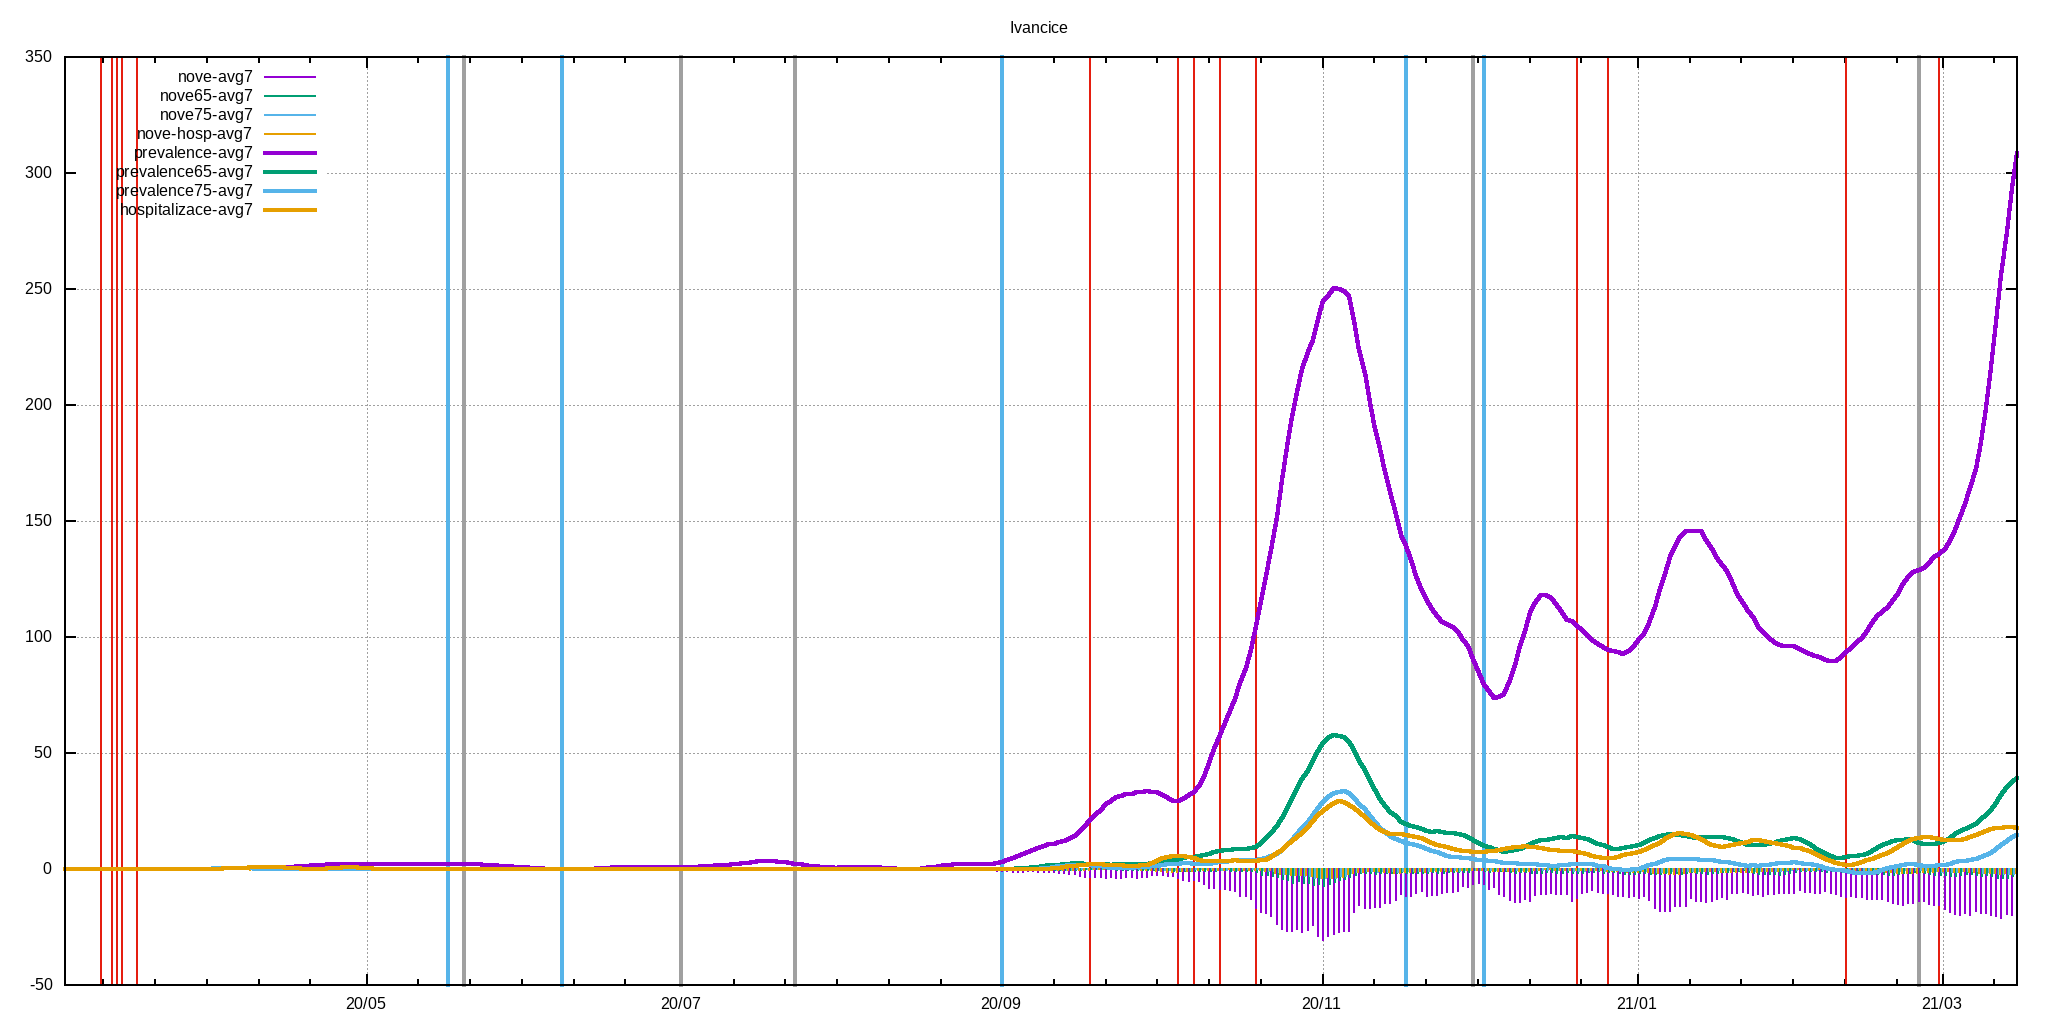 Ivancice
350
300
250
200
150
100
50
0
-50
nove-avg7
nove65-avg7
nove75-avg7
nove-hosp-avg7
prevalence-avg7
prevalence65-avg7
prevalence75-avg7
hospitalizace-avg7
20/05 20/07 20/09 20/11 21/01 21/03